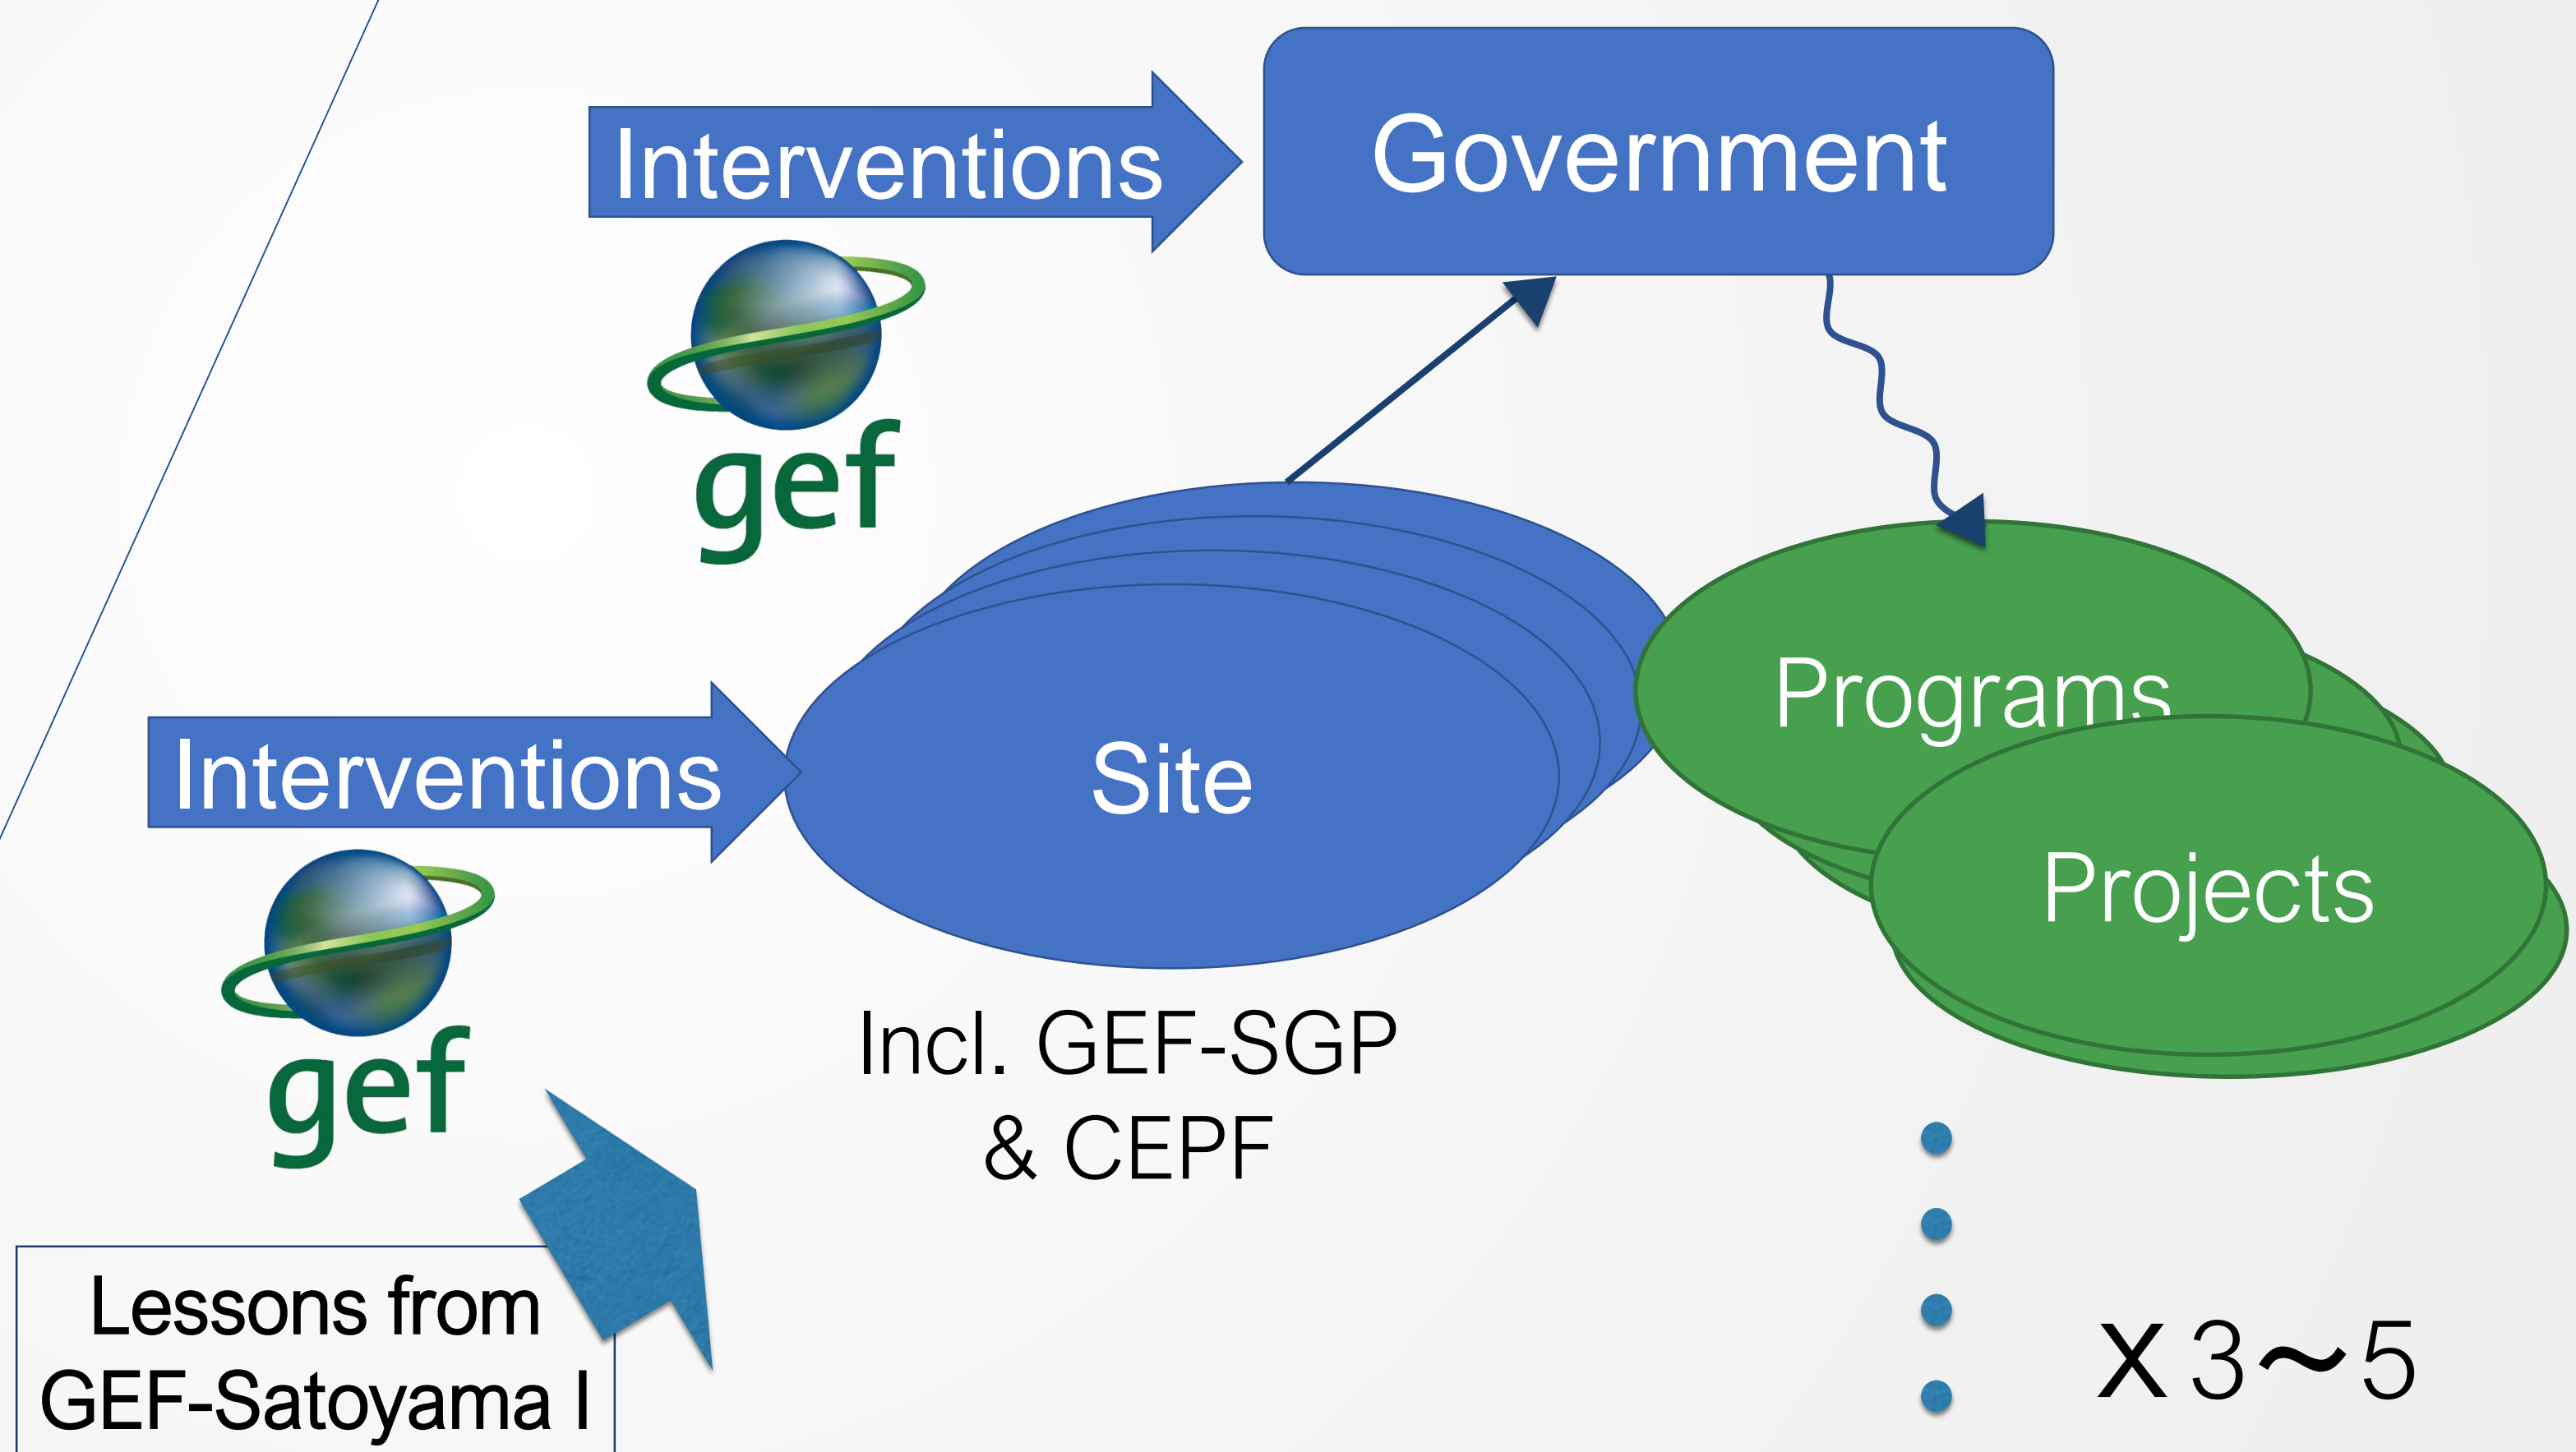 Interventions
Government
gef
Programs
Interventions
Site
Projects
gef
Incl. GEF-SGP
& CEPF
Lessons from
GEF-Satoyama I
x 3～5